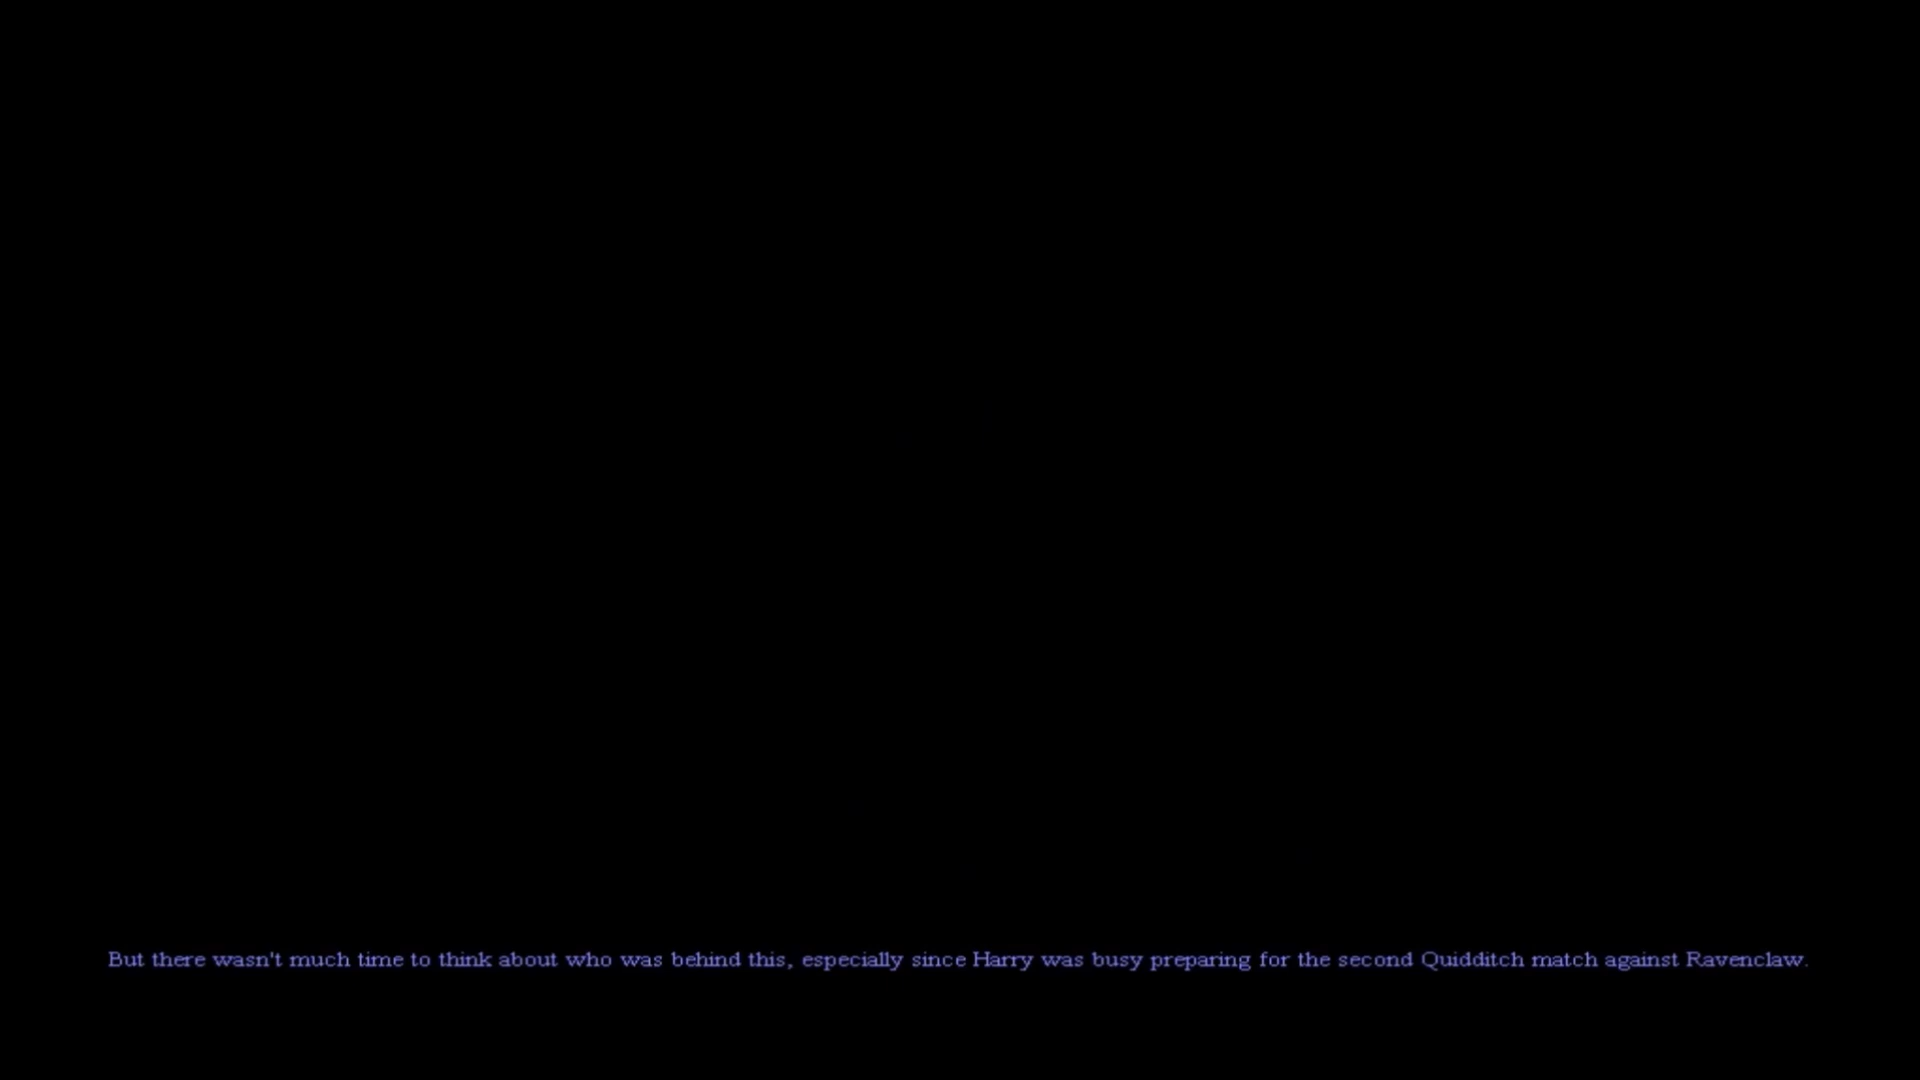 But there wasn't much time to think about who was behind this, especially since Harry was busy preparing for the second Quidditch match against Ravenclaw.